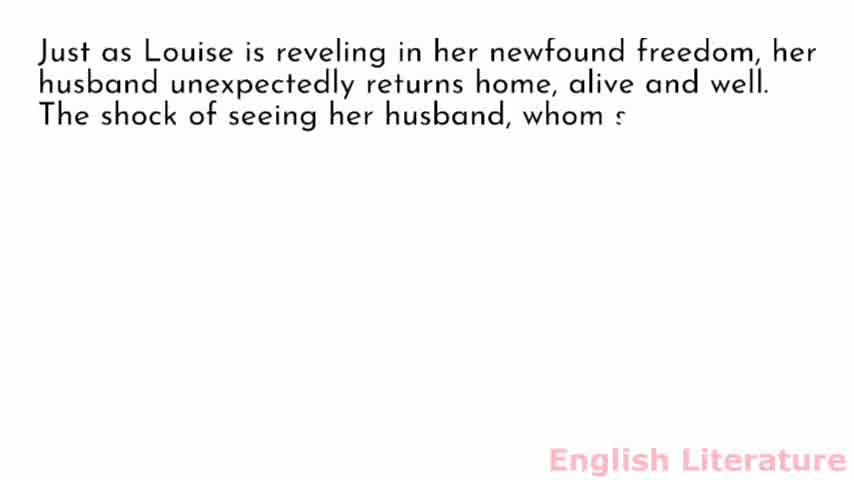 Just as Louise is reveling in her newfound freedom, her
husband unexpectedly returns home, alive and well.
The shock of seeing her husband, whom s
English Literature